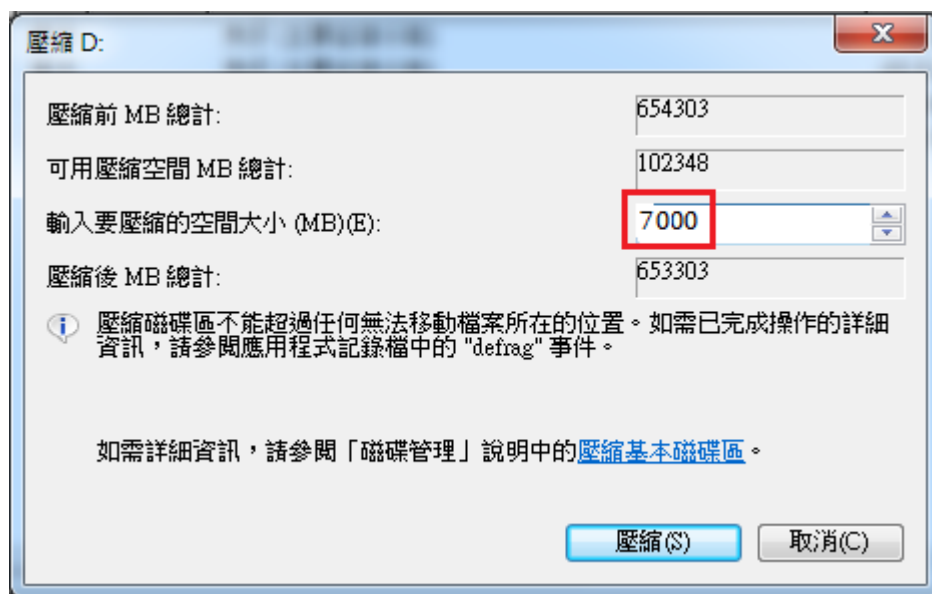 壓縮 D:
壓縮前 MB 總計:
654303
可用壓縮空間 MB 總計:
102348
輸入要壓縮的空間大小 (MB)(E):
7000
壓縮後 MB 總計:
653303
壓縮磁碟區不能超過任何無法移動檔案所在的位置。如需已完成操作的詳細
資訊，請參閱應用程式記錄檔中的 "defrag" 事件。
如需詳細資訊，請參閱「磁碟管理」說明中的壓縮基本磁碟區。
壓縮(S)
取消(C)